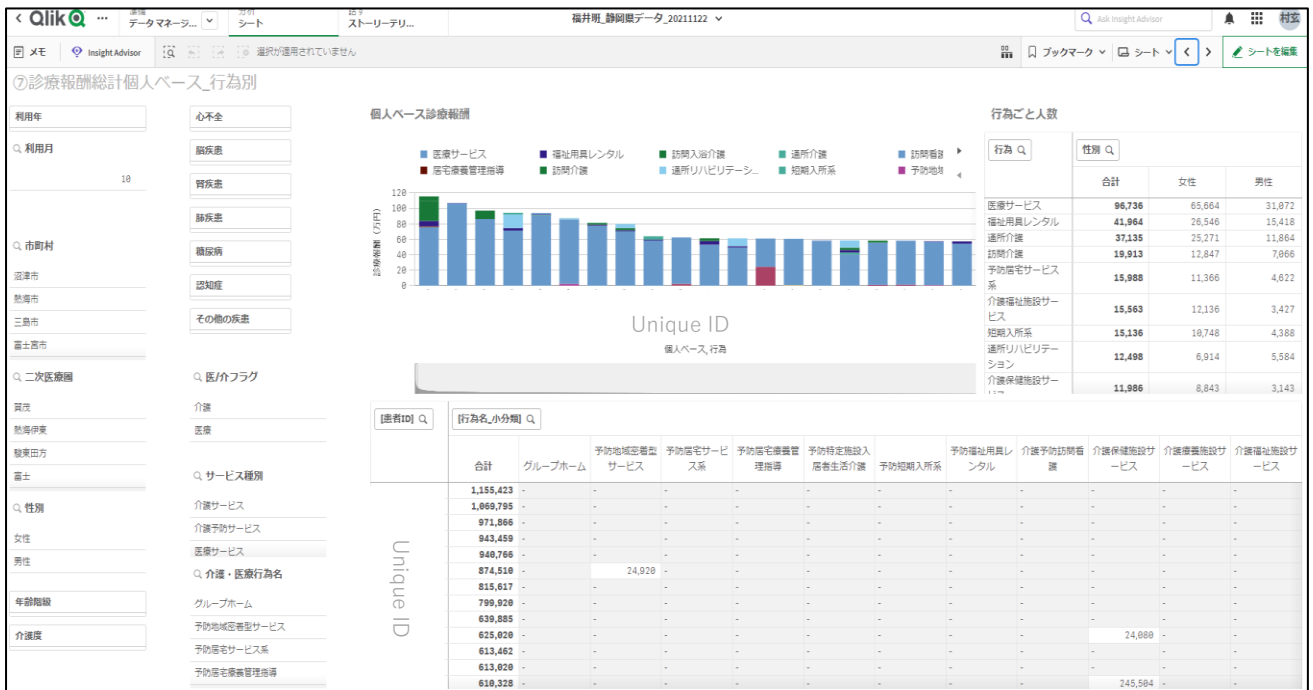 Qlik
分析
データ マネージ...
シート
ストーリーテリ...
福井班_静岡県データ_20211122
Ask Insight Advisor
村玄
メモ
Insight Advisor
選択が適用されていません
ブックマーク
シート
シートを編集
⑦診療報酬総計個人ベース_行為別
利用年
利用月
10
市町村
沼津市
熱海市
三島市
富士宮市
二次医療圏
賀茂
熱海伊東
駿東田方
富士
性別
女性
男性
年齢階級
介護度
心不全
脳疾患
腎疾患
肺疾患
糖尿病
認知症
その他の疾患
医/介フラグ
介護
医療
サービス種別
介護サービス
介護予防サービス
医療サービス
介護・医療行為名
グループホーム
予防地域密着型サービス
予防居宅サービス系
予防居宅療養管理指導
個人ベース診療報酬
医療サービス
福祉用具レンタル
訪問入浴介護
通所介護
訪問看護
居宅療養管理指導
訪問介護
通所リハビリテーシ...
短期入所系
予防地域
診療報酬 (万円)
120
100
80
60
40
20
0
Unique ID
個人ベース, 行為
行為ごと人数
行為
性別
合計 女性 男性
医療サービス 96,736 65,664 31,072
福祉用具レンタル 41,964 26,546 15,418
通所介護 37,135 25,271 11,864
訪問介護 19,913 12,847 7,066
予防居宅サービス系 15,988 11,366 4,622
介護福祉施設サービス 15,563 12,136 3,427
短期入所系 15,136 10,748 4,388
通所リハビリテーション 12,498 6,914 5,584
介護保健施設サー 11,986 8,843 3,143
[患者ID]
[行為名_小分類]
合計 グループホーム 予防地域密着型サービス 予防居宅サービス系 予防居宅療養管理指導 予防特定施設入居者生活介護 予防短期入所系 予防福祉用具レンタル 介護予防訪問看護 介護保健施設サービス 介護療養施設サービス 介護福祉施設サービス
Unique ID
1,155,423 - - - - - - - - - - -
1,069,795 - - - - - - - - - - -
971,866 - - - - - - - - - - -
943,459 - - - - - - - - - - -
940,766 - - - - - - - - - - -
874,510 - 24,920 - - - - - - - - -
815,617 - - - - - - - - - - -
799,920 - - - - - - - - - - -
639,885 - - - - - - - - - - -
625,020 - - - - - - - - 24,080 - -
613,462 - - - - - - - - - - -
613,020 - - - - - - - - - - -
610,328 - - - - - - - - 245,504 - -